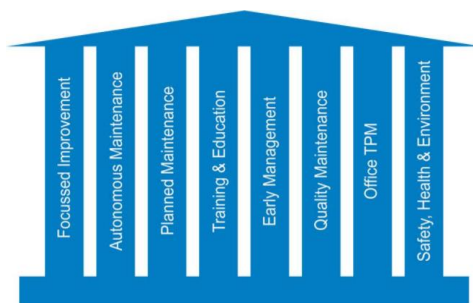 Focussed Improvement
Autonomous Maintenance
Planned Maintenance
Training & Education
Early Management
Quality Maintenance
Office TPM
Safety, Health & Environment